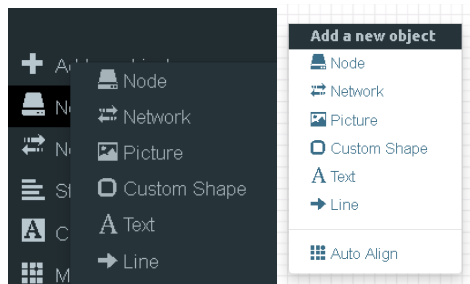 Node
Network
Picture
Custom Shape
Text
Line
Add a new object
Node
Network
Picture
Custom Shape
Text
Line
Auto Align